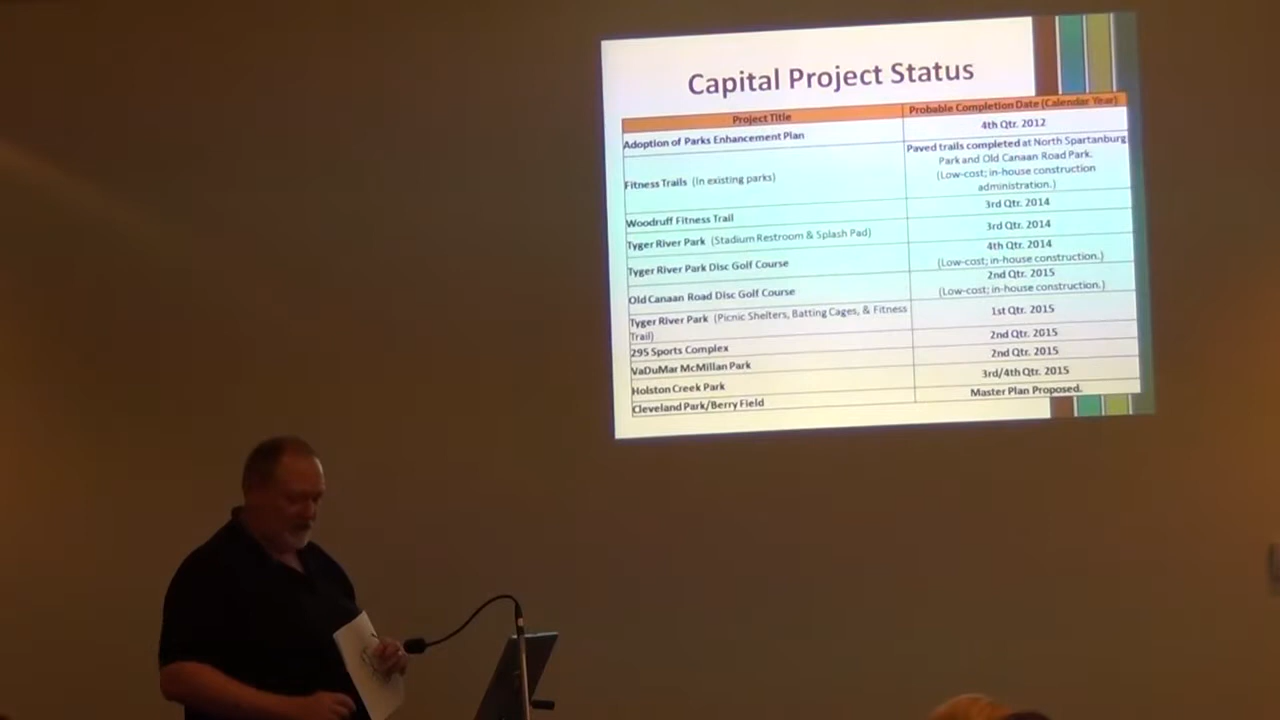 Capital Project Status
Project Title
Probable Completion Date (Calendar Year)
Adoption of Parks Enhancement Plan
4th Qtr. 2012
Fitness Trails (In existing parks)
Paved trails completed at North Spartanburg
Park and Old Canaan Road Park.
(Low-cost; in-house construction
administration.)
Woodruff Fitness Trail
3rd Qtr. 2014
Tyger River Park (Stadium Restroom & Splash Pad)
3rd Qtr. 2014
Tyger River Park Disc Golf Course
4th Qtr. 2014
(Low-cost; in-house construction.)
Old Canaan Road Disc Golf Course
2nd Qtr. 2015
(Low-cost; in-house construction.)
Tyger River Park (Picnic Shelters, Batting Cages, & Fitness
Trail)
1st Qtr. 2015
295 Sports Complex
2nd Qtr. 2015
VaDuMar McMillan Park
2nd Qtr. 2015
Holston Creek Park
3rd/4th Qtr. 2015
Cleveland Park/Berry Field
Master Plan Proposed.